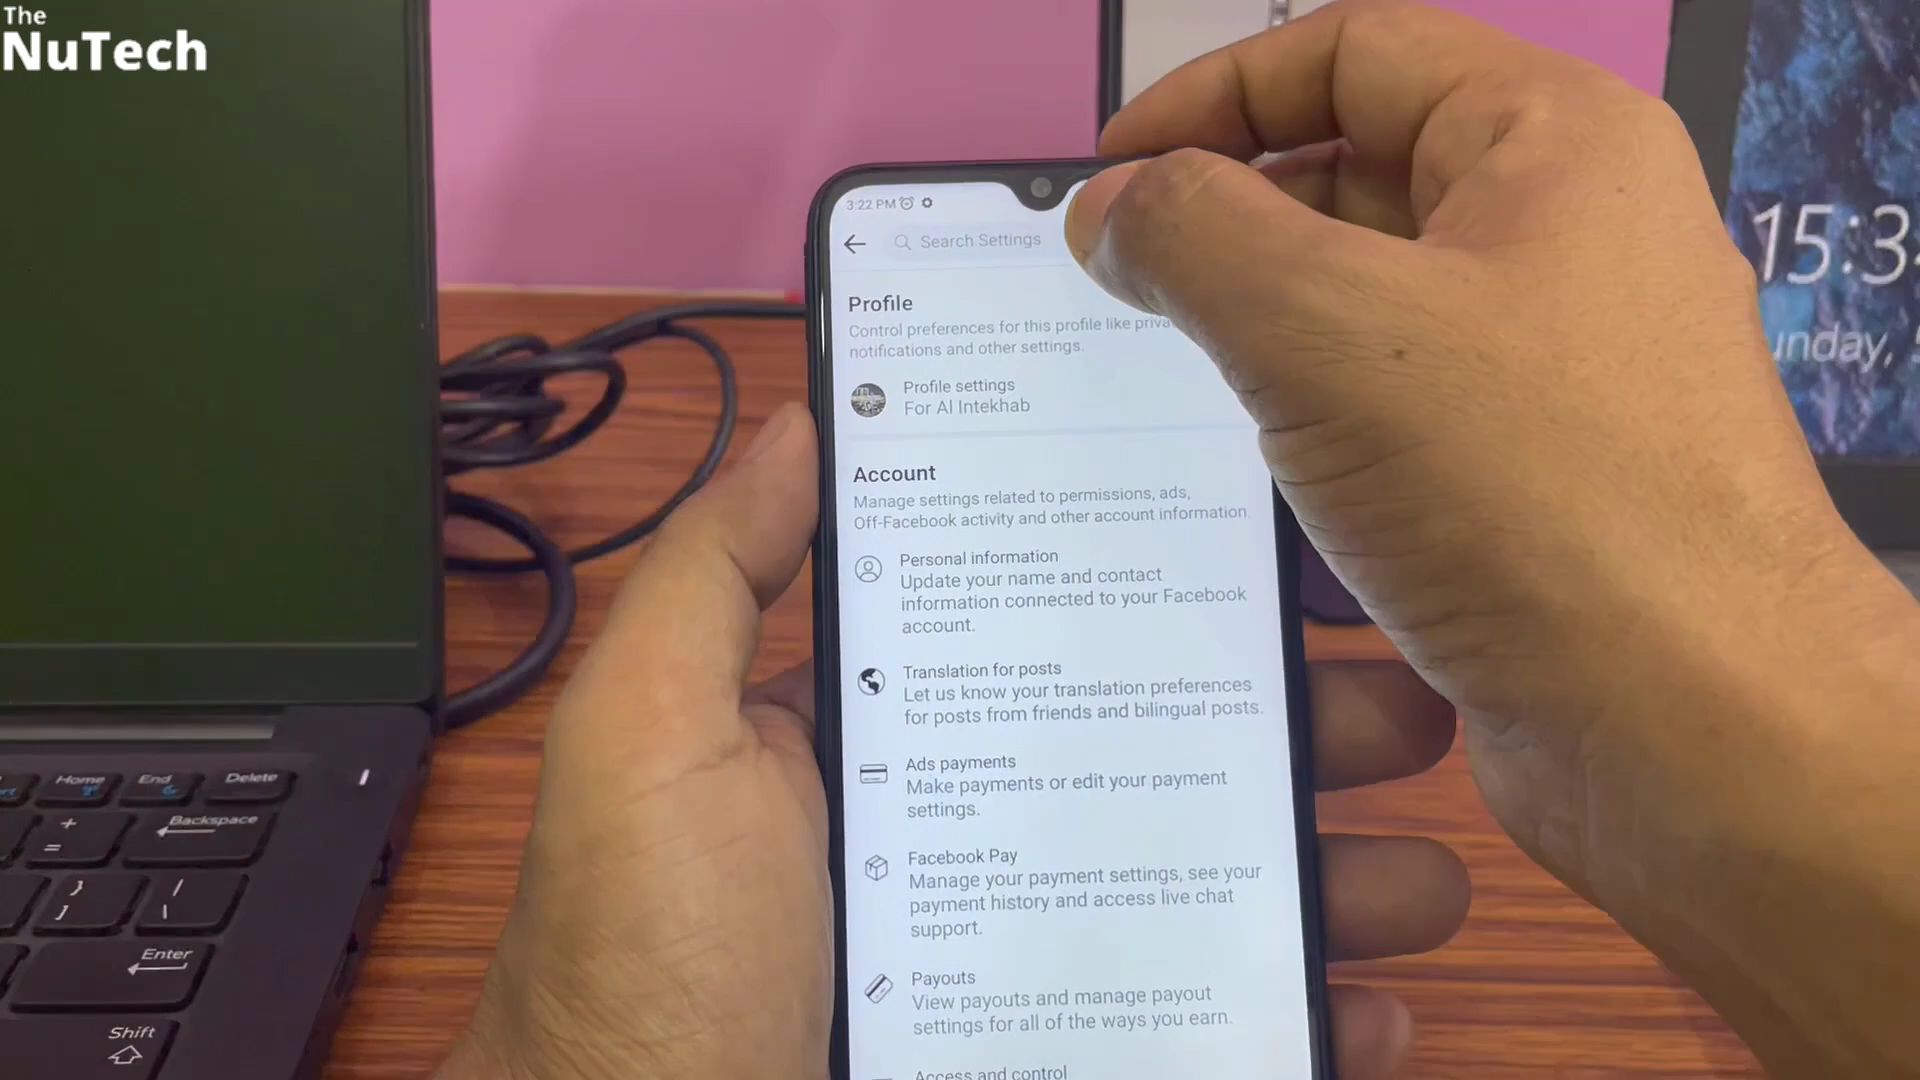 The
NuTech
3:22 PM
Search Settings
Profile
Control preferences for this profile like
notifications and other settings.
Profile settings
For Al Intekhab
Account
Manage settings related to permissions, ads,
Off-Facebook activity and other account information.
Personal information
Update your name and contact
information connected to your Facebook
account.
Translation for posts
Let us know your translation preferences
for posts from friends and bilingual posts.
Ads payments
Make payments or edit your payment
settings.
Facebook Pay
Manage your payment settings, see your
payment history and access live chat
support.
Payouts
View payouts and manage payout
settings for all of the ways you earn.
Access and control
15:3
unday,
Home
End
Delete
+
=
Backspace
}
]
/
\
Enter
Shift